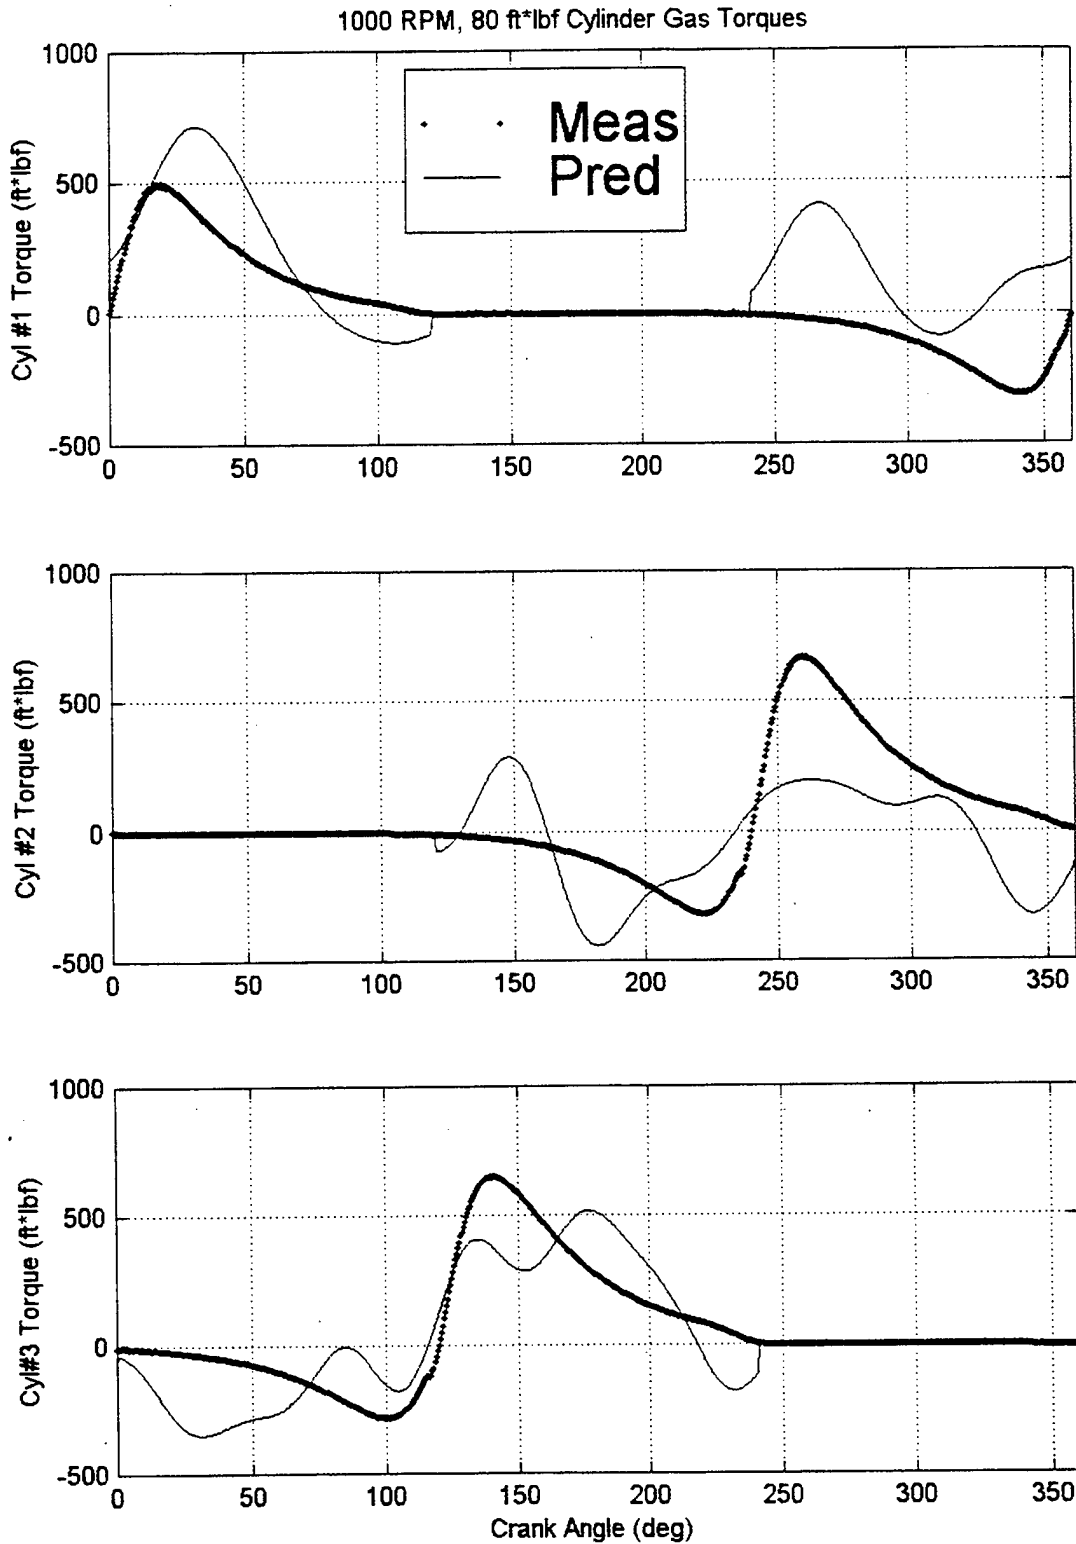 1000 RPM, 80 ft*lbf Cylinder Gas Torques
1000
500
0
-500
Cyl #1 Torque (ft*lbf)
Meas
Pred
0 50 100 150 200 250 300 350
1000
500
0
-500
Cyl #2 Torque (ft*lbf)
0 50 100 150 200 250 300 350
1000
500
0
-500
Cyl#3 Torque (ft*lbf)
0 50 100 150 200 250 300 350
Crank Angle (deg)